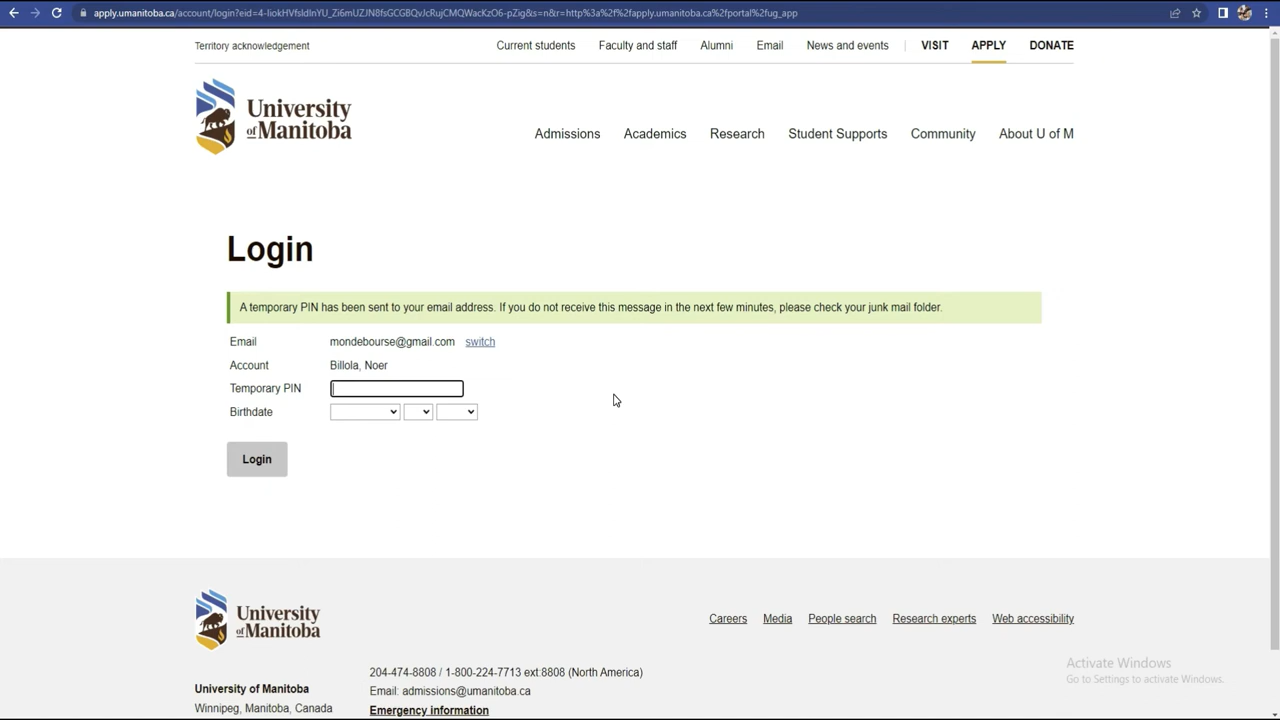 apply.umanitoba.ca/account/login?eid=4-IiokHVfsIdInYU_Zi6mUZJN8fsGCGBQvJcRujCMQWacKzO6-pZig&s=n&r=http%3a%2f%2fapply.umanitoba.ca%2fportal%2fug_app
Territory acknowledgement
Current students
Faculty and staff
Alumni
Email
News and events
VISIT
APPLY
DONATE
University
of Manitoba
Admissions
Academics
Research
Student Supports
Community
About U of M
Login
A temporary PIN has been sent to your email address. If you do not receive this message in the next few minutes, please check your junk mail folder.
Email mondebourse@gmail.com switch
Account Billola, Noer
Temporary PIN
Birthdate
Login
University
of Manitoba
Careers
Media
People search
Research experts
Web accessibility
204-474-8808 / 1-800-224-7713 ext:8808 (North America)
University of Manitoba
Email: admissions@umanitoba.ca
Winnipeg, Manitoba, Canada
Emergency information
Activate Windows
Go to Settings to activate Windows.